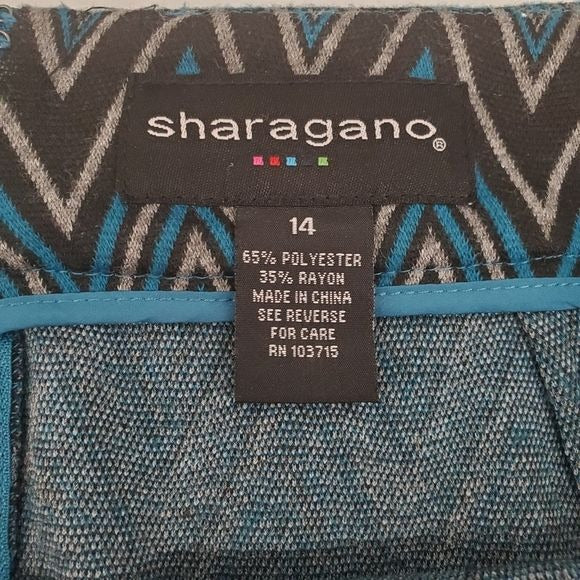 sharagano®
14
65% POLYESTER
35% RAYON
MADE IN CHINA
SEE REVERSE
FOR CARE
RN 103715